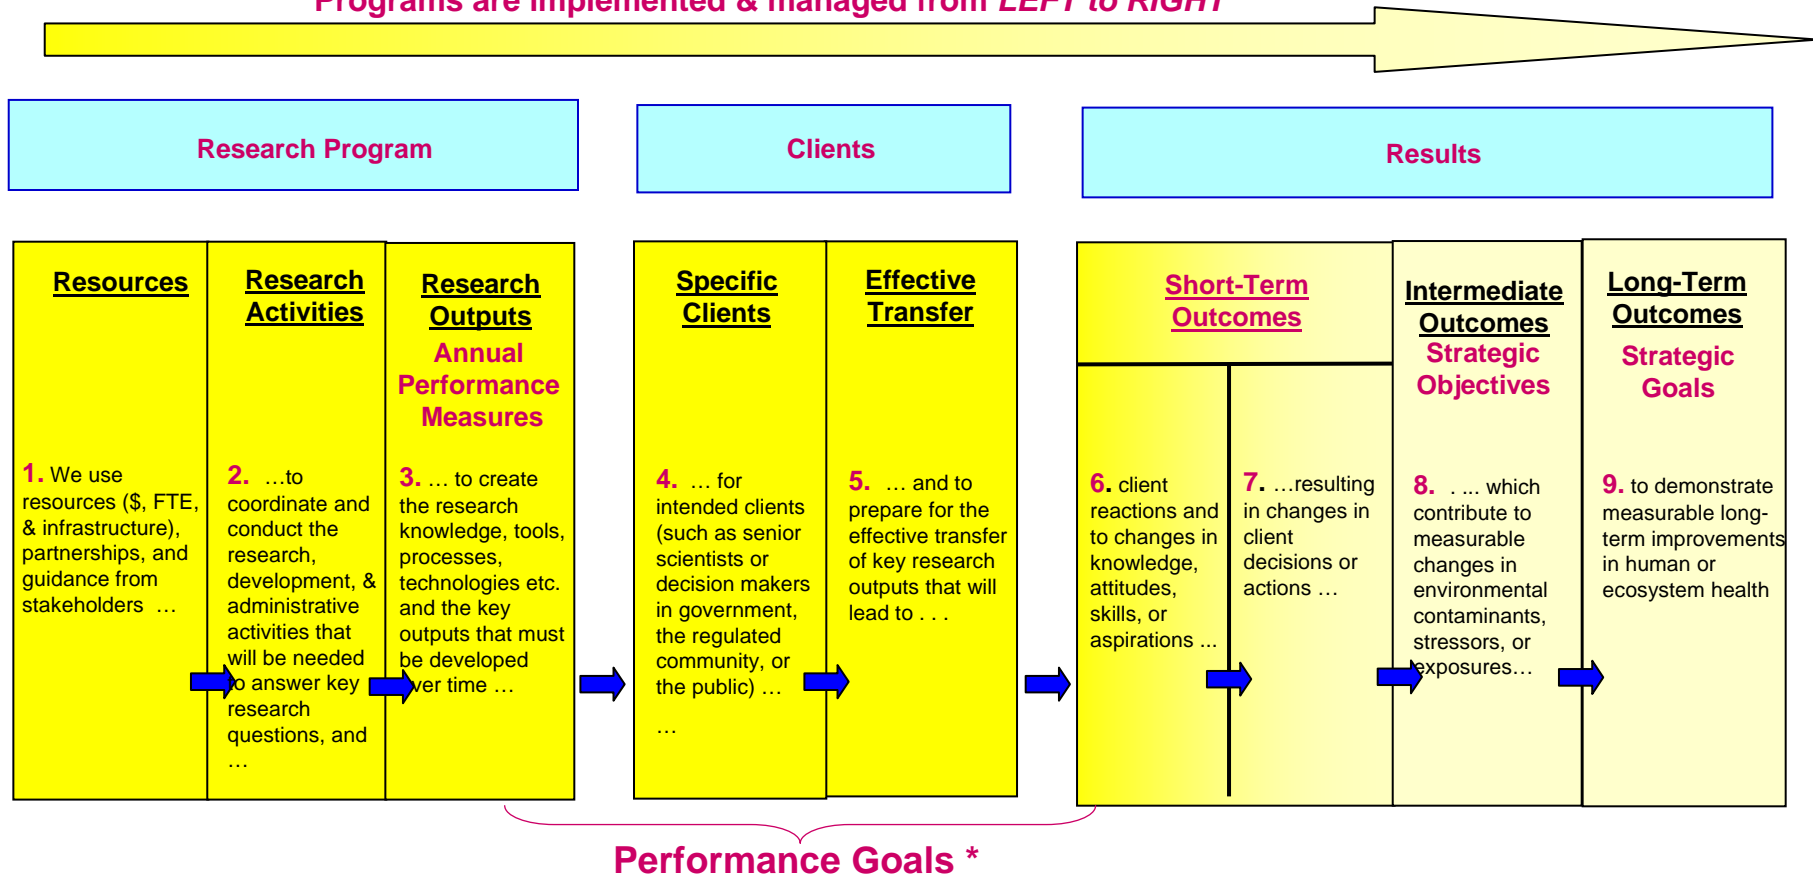 Programs are implemented & managed from LEFT to RIGHT
Research Program
Clients
Results
Resources
1. We use
resources ($, FTE,
& infrastructure),
partnerships, and
guidance from
stakeholders …
Research
Activities
2. …to
coordinate and
conduct the
research,
development, &
administrative
activities that
will be needed
to answer key
research
questions, and
…
Research
Outputs
Annual
Performance
Measures
3. … to create
the research
knowledge, tools,
processes,
technologies etc.
and the key
outputs that must
be developed
over time …
Specific
Clients
4. … for
intended clients
(such as senior
scientists or
decision makers
in government,
the regulated
community, or
the public) …
…
Effective
Transfer
5. … and to
prepare for the
effective transfer
of key research
outputs that will
lead to . . .
Short-Term
Outcomes
6. client
reactions and
to changes in
knowledge,
attitudes,
skills, or
aspirations ...
7. …resulting
in changes in
client
decisions or
actions …
Intermediate
Outcomes
Strategic
Objectives
8. . ... which
contribute to
measurable
changes in
environmental
contaminants,
stressors, or
exposures…
Long-Term
Outcomes
Strategic
Goals
9. to demonstrate
measurable long-
term improvements
in human or
ecosystem health
Performance Goals *